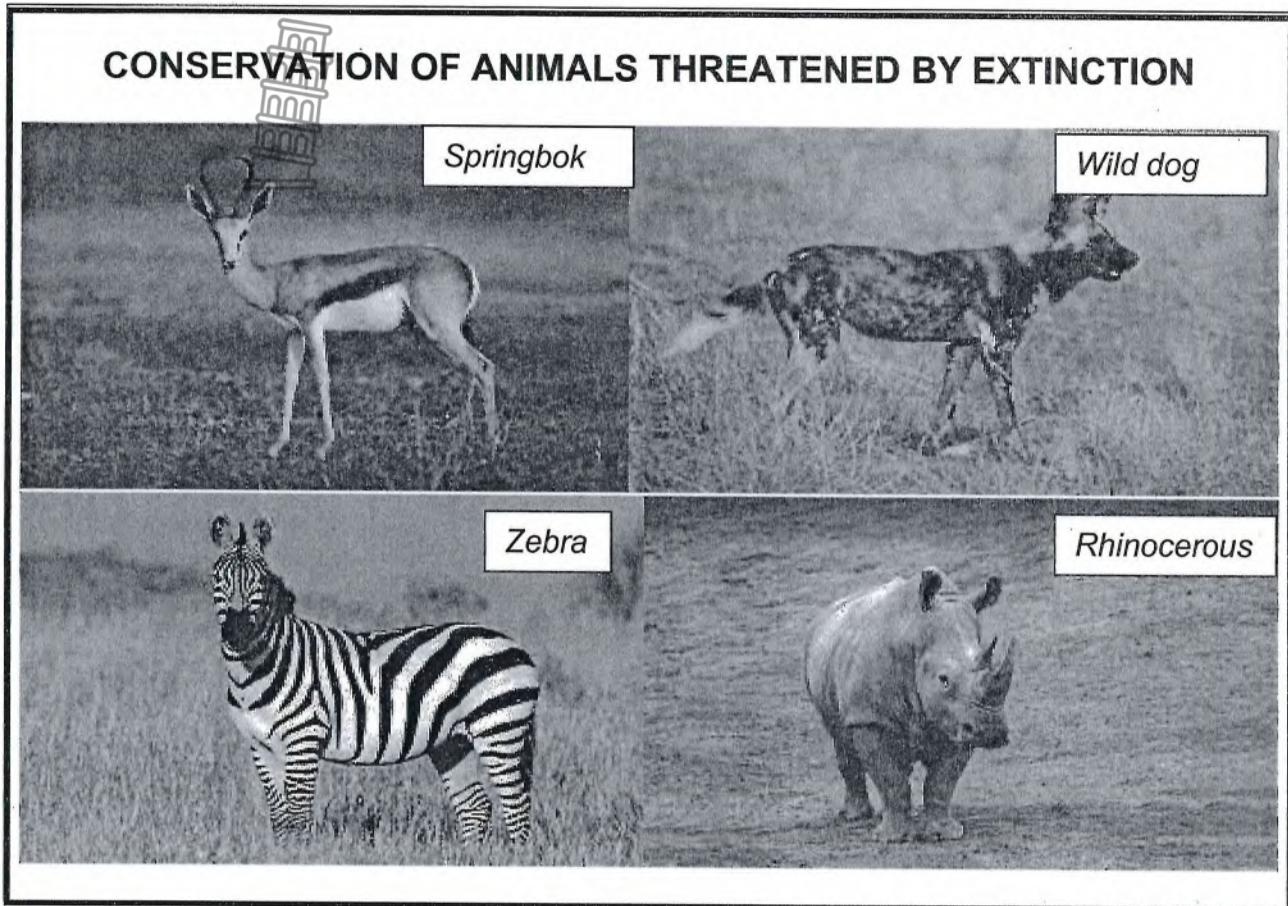 CONSERVATION OF ANIMALS THREATENED BY EXTINCTION
Springbok
Wild dog
Zebra
Rhinocerous